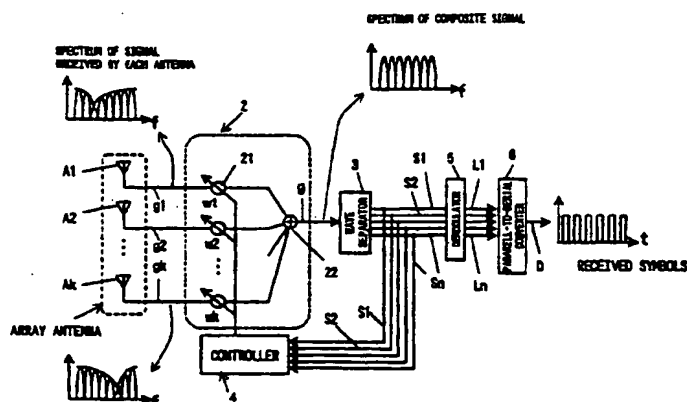 SPECTRUM OF COMPOSITE SIGNAL
SPECTRUM OF SIGNAL
RECEIVED BY EACH ANTENNA
f
f
2
A1
21
3
S1
5
L1
6
g1
w1
S2
g
A2
WAVE
SEPARATOR
DEMODULATOR
PARALLEL-TO-SERIAL
CONVERTER
t
g2
w2
22
D
RECEIVED SYMBOLS
Ak
gk
wk
Sn
Ln
S1
S2
ARRAY ANTENNA
CONTROLLER
f
4